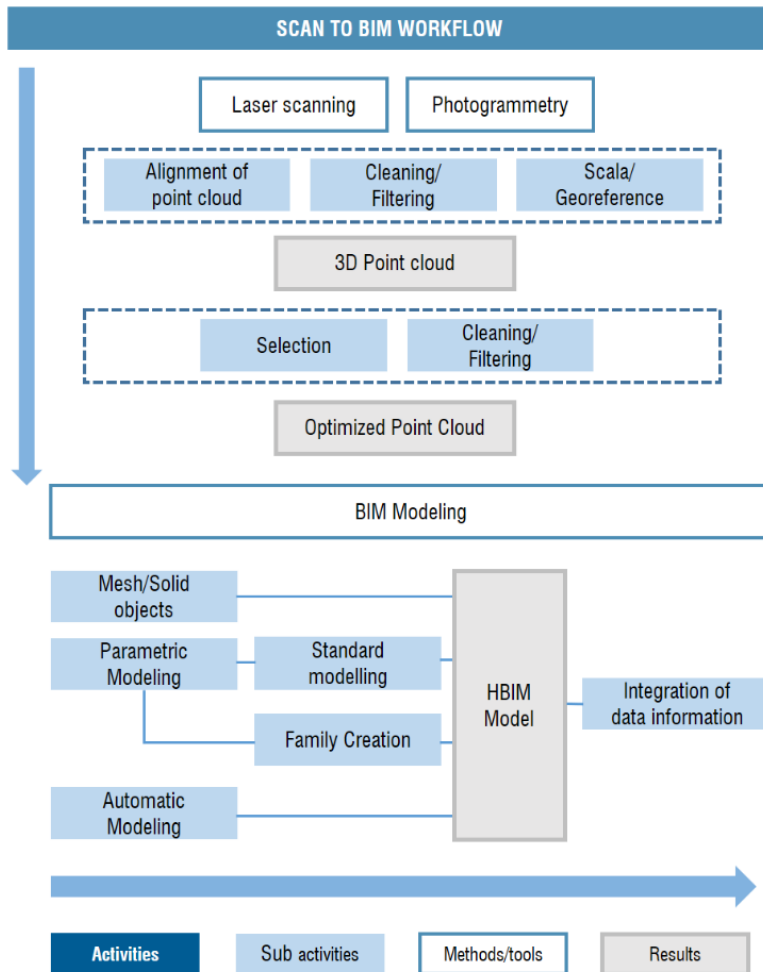 SCAN TO BIM WORKFLOW
Laser scanning
Photogrammetry
Alignment of
point cloud
Cleaning/
Filtering
Scala/
Georeference
3D Point cloud
Selection
Cleaning/
Filtering
Optimized Point Cloud
BIM Modeling
Mesh/Solid
objects
Parametric
Modeling
Standard
modelling
Family Creation
Automatic
Modeling
HBIM
Model
Integration of
data information
Activities
Sub activities
Methods/tools
Results